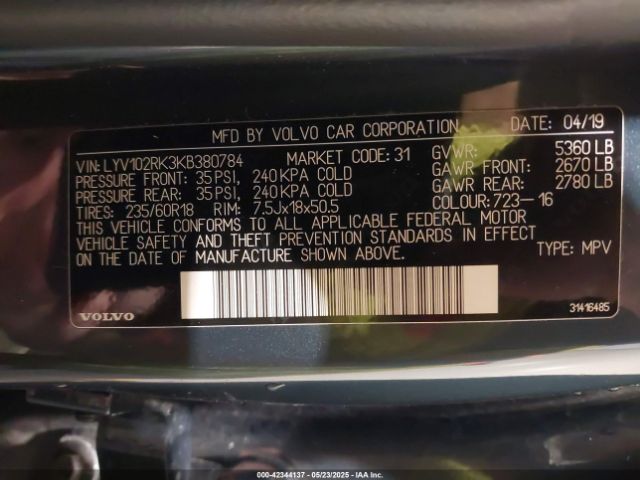 MFD BY VOLVO CAR CORPORATION DATE: 04/19
VIN: LYV102RK3KB380784 MARKET CODE: 31 GVWR: 5360 LB
PRESSURE FRONT: 35 PSI, 240 KPA COLD GAWR FRONT: 2670 LB
PRESSURE REAR: 35 PSI, 240 KPA COLD GAWR REAR: 2780 LB
TIRES: 235/60R18 RIM: 7.5Jx18x50.5 COLOUR: 723-16
THIS VEHICLE CONFORMS TO ALL APPLICABLE FEDERAL MOTOR
VEHICLE SAFETY AND THEFT PREVENTION STANDARDS IN EFFECT
ON THE DATE OF MANUFACTURE SHOWN ABOVE. TYPE: MPV
VOLVO 31416485
000-42344137 - 05/23/2025 - IAA Inc.